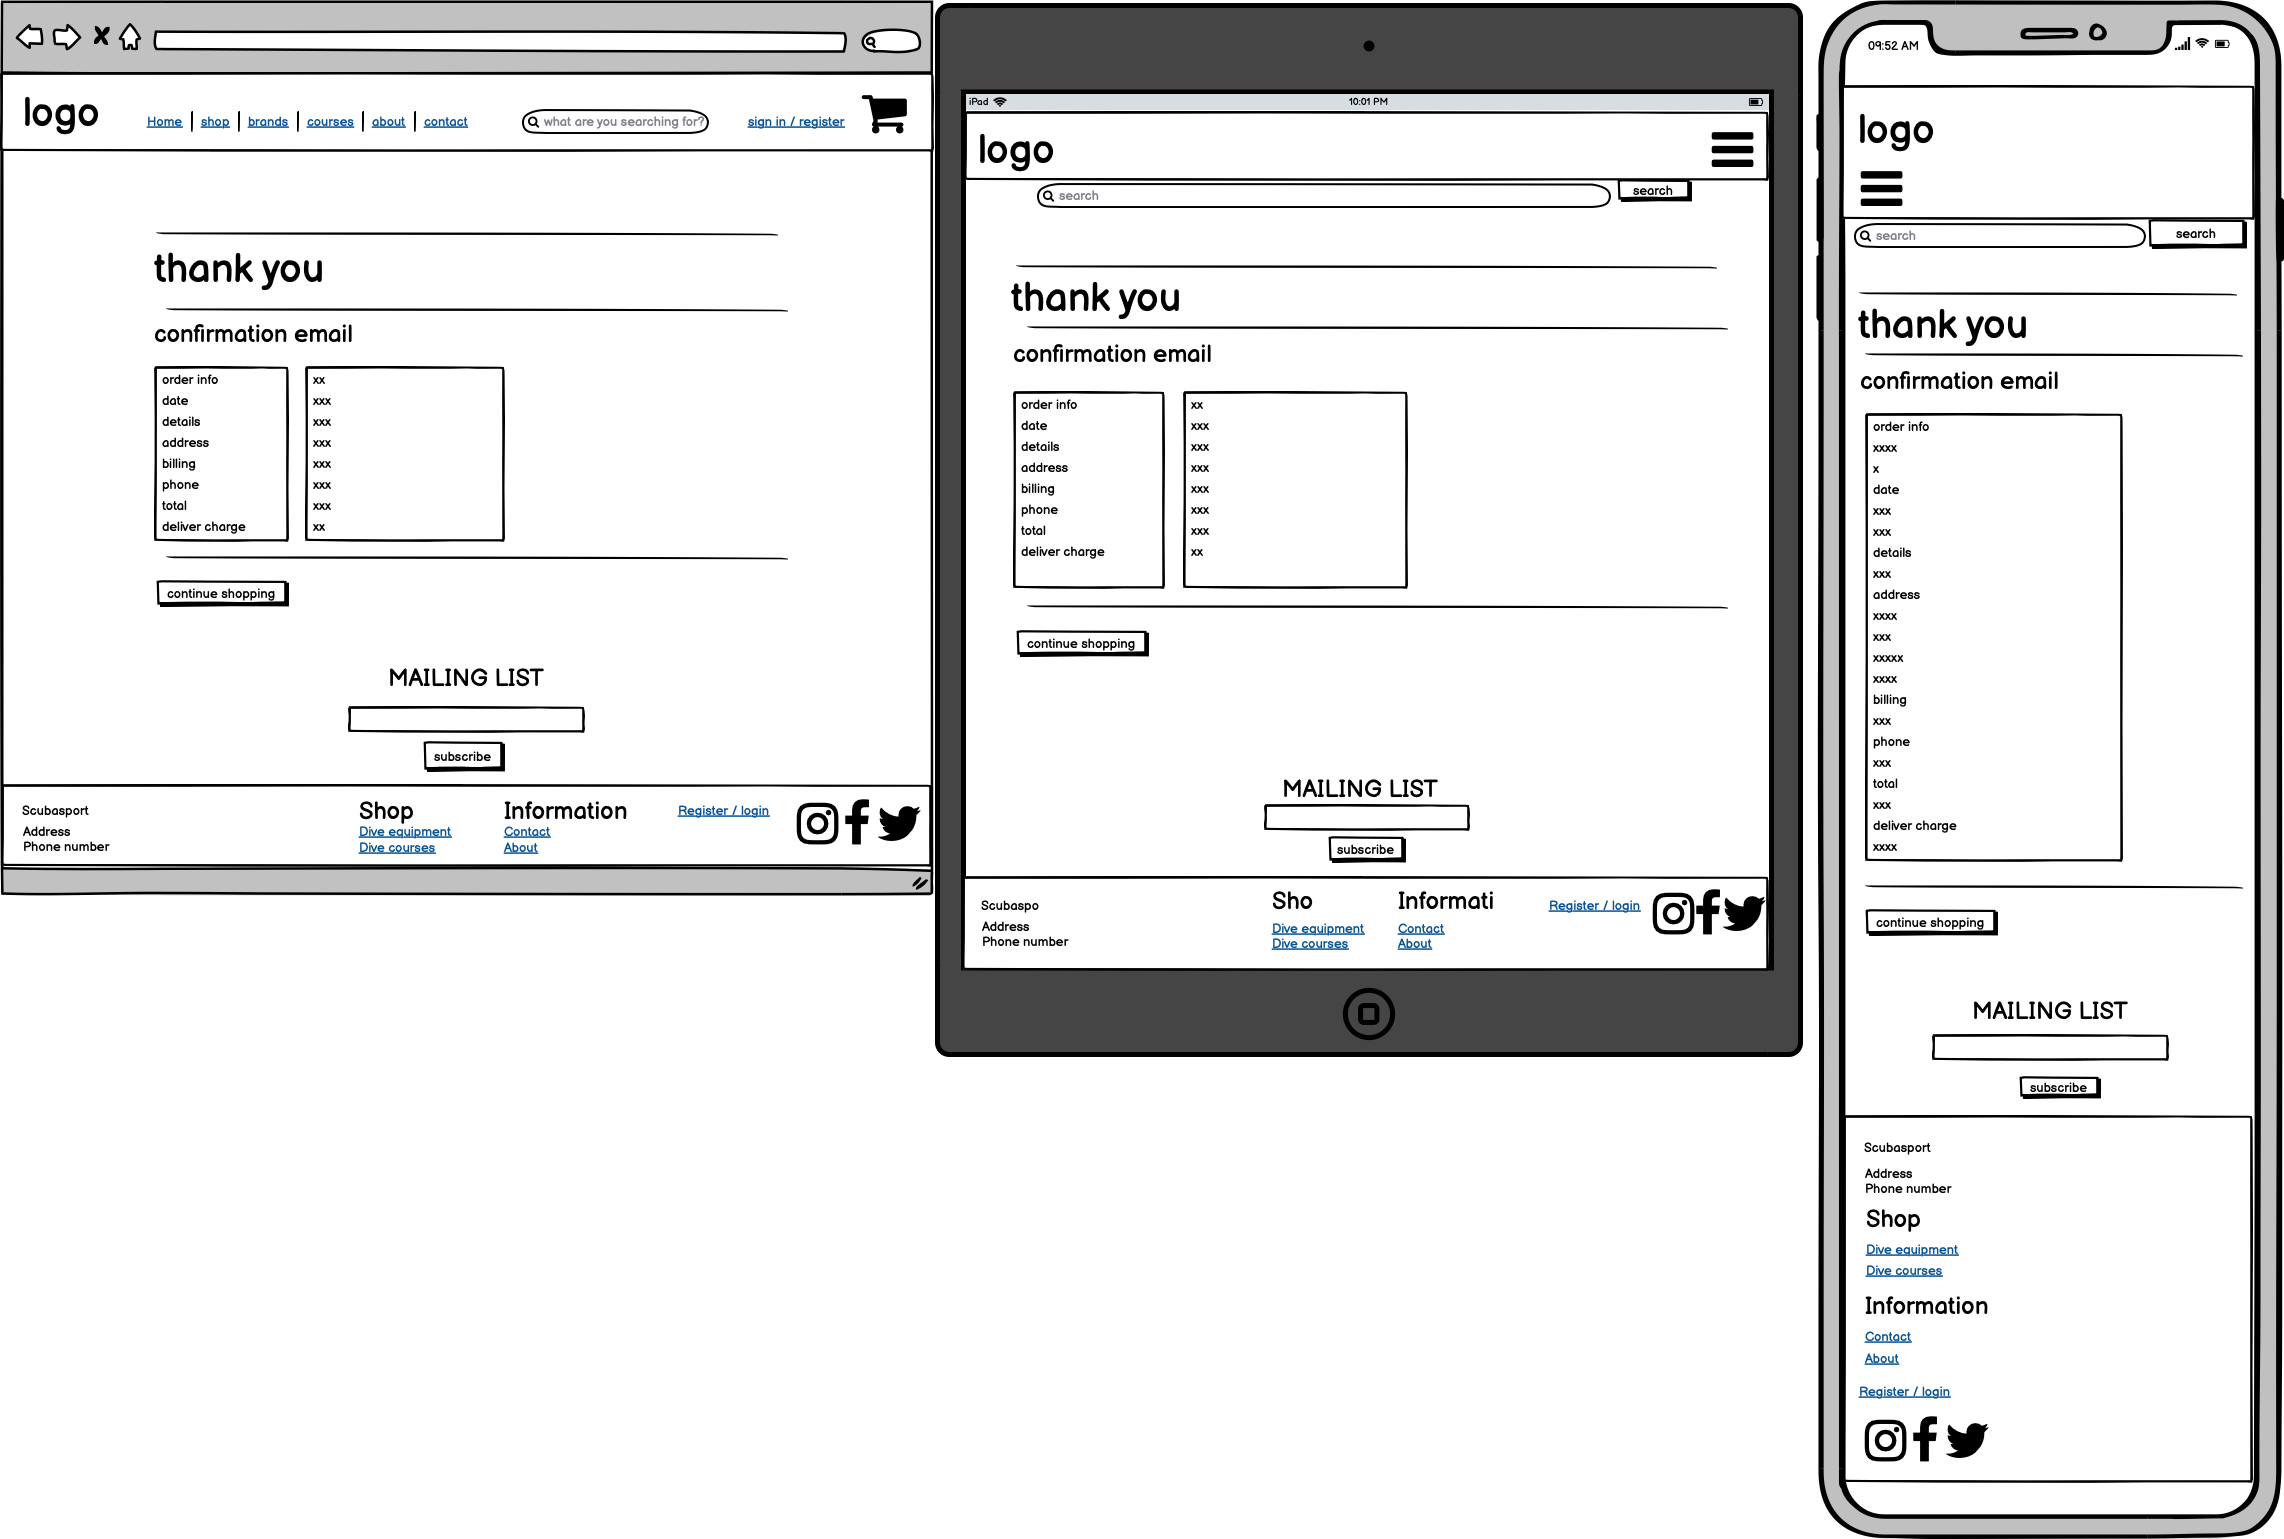 logo
Home
shop
brands
courses
about
contact
what are you searching for?
sign in / register
thank you
confirmation email
order info
date
details
address
billing
phone
total
deliver charge
xx
xxx
xxx
xxx
xxx
xxx
xxx
xx
continue shopping
MAILING LIST
subscribe
Scubasport
Address
Phone number
Shop
Dive equipment
Dive courses
Information
Contact
About
Register / login
iPad
10:01 PM
logo
search
search
thank you
confirmation email
order info
date
details
address
billing
phone
total
deliver charge
xx
xxx
xxx
xxx
xxx
xxx
xxx
xx
continue shopping
MAILING LIST
subscribe
Scubaspo
Address
Phone number
Sho
Dive equipment
Dive courses
Informati
Contact
About
Register / login
09:52 AM
logo
search
search
thank you
confirmation email
order info
xxxx
x
date
xxx
xxx
details
xxx
address
xxxx
xxx
xxxxx
xxxx
billing
xxx
phone
xxx
total
xxx
deliver charge
xxxx
continue shopping
MAILING LIST
subscribe
Scubasport
Address
Phone number
Shop
Dive equipment
Dive courses
Information
Contact
About
Register / login